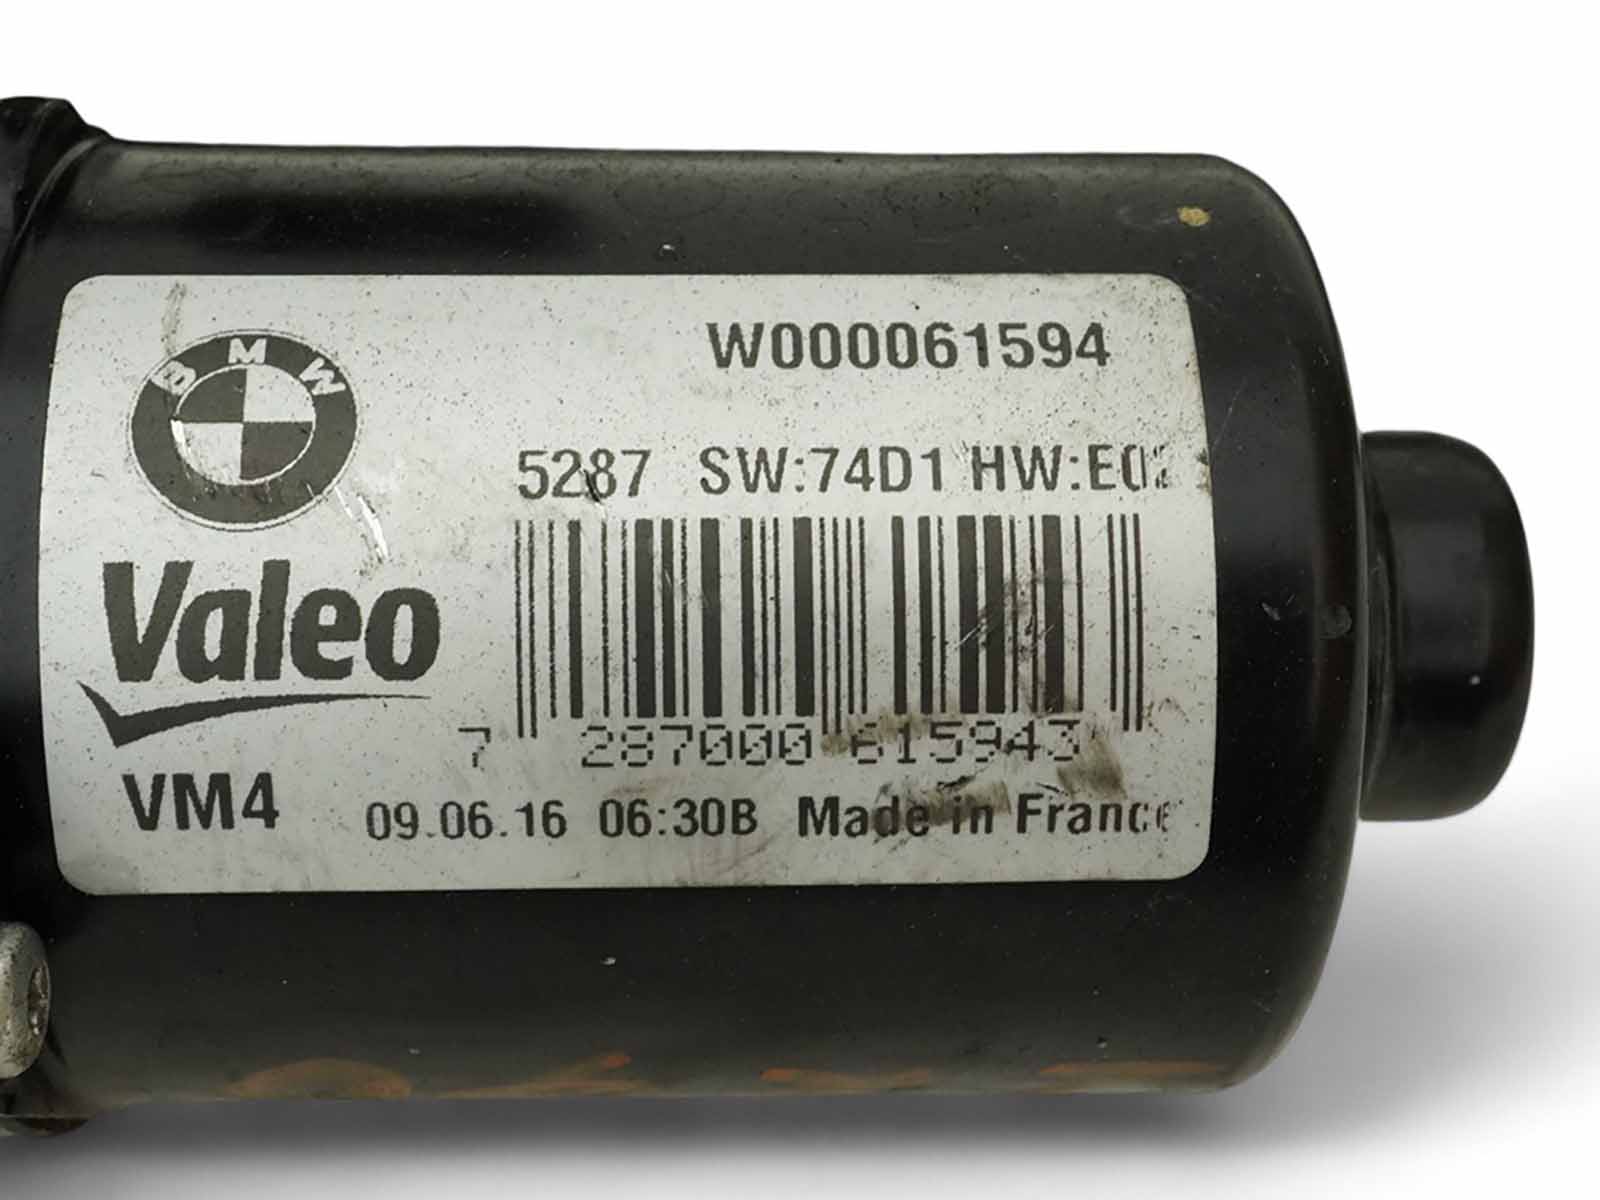 W000061594
BMW
5287 SW:74D1 HW:E02
Valeo
7 287000 615943
VM4
09.06.16 06:30B Made in France